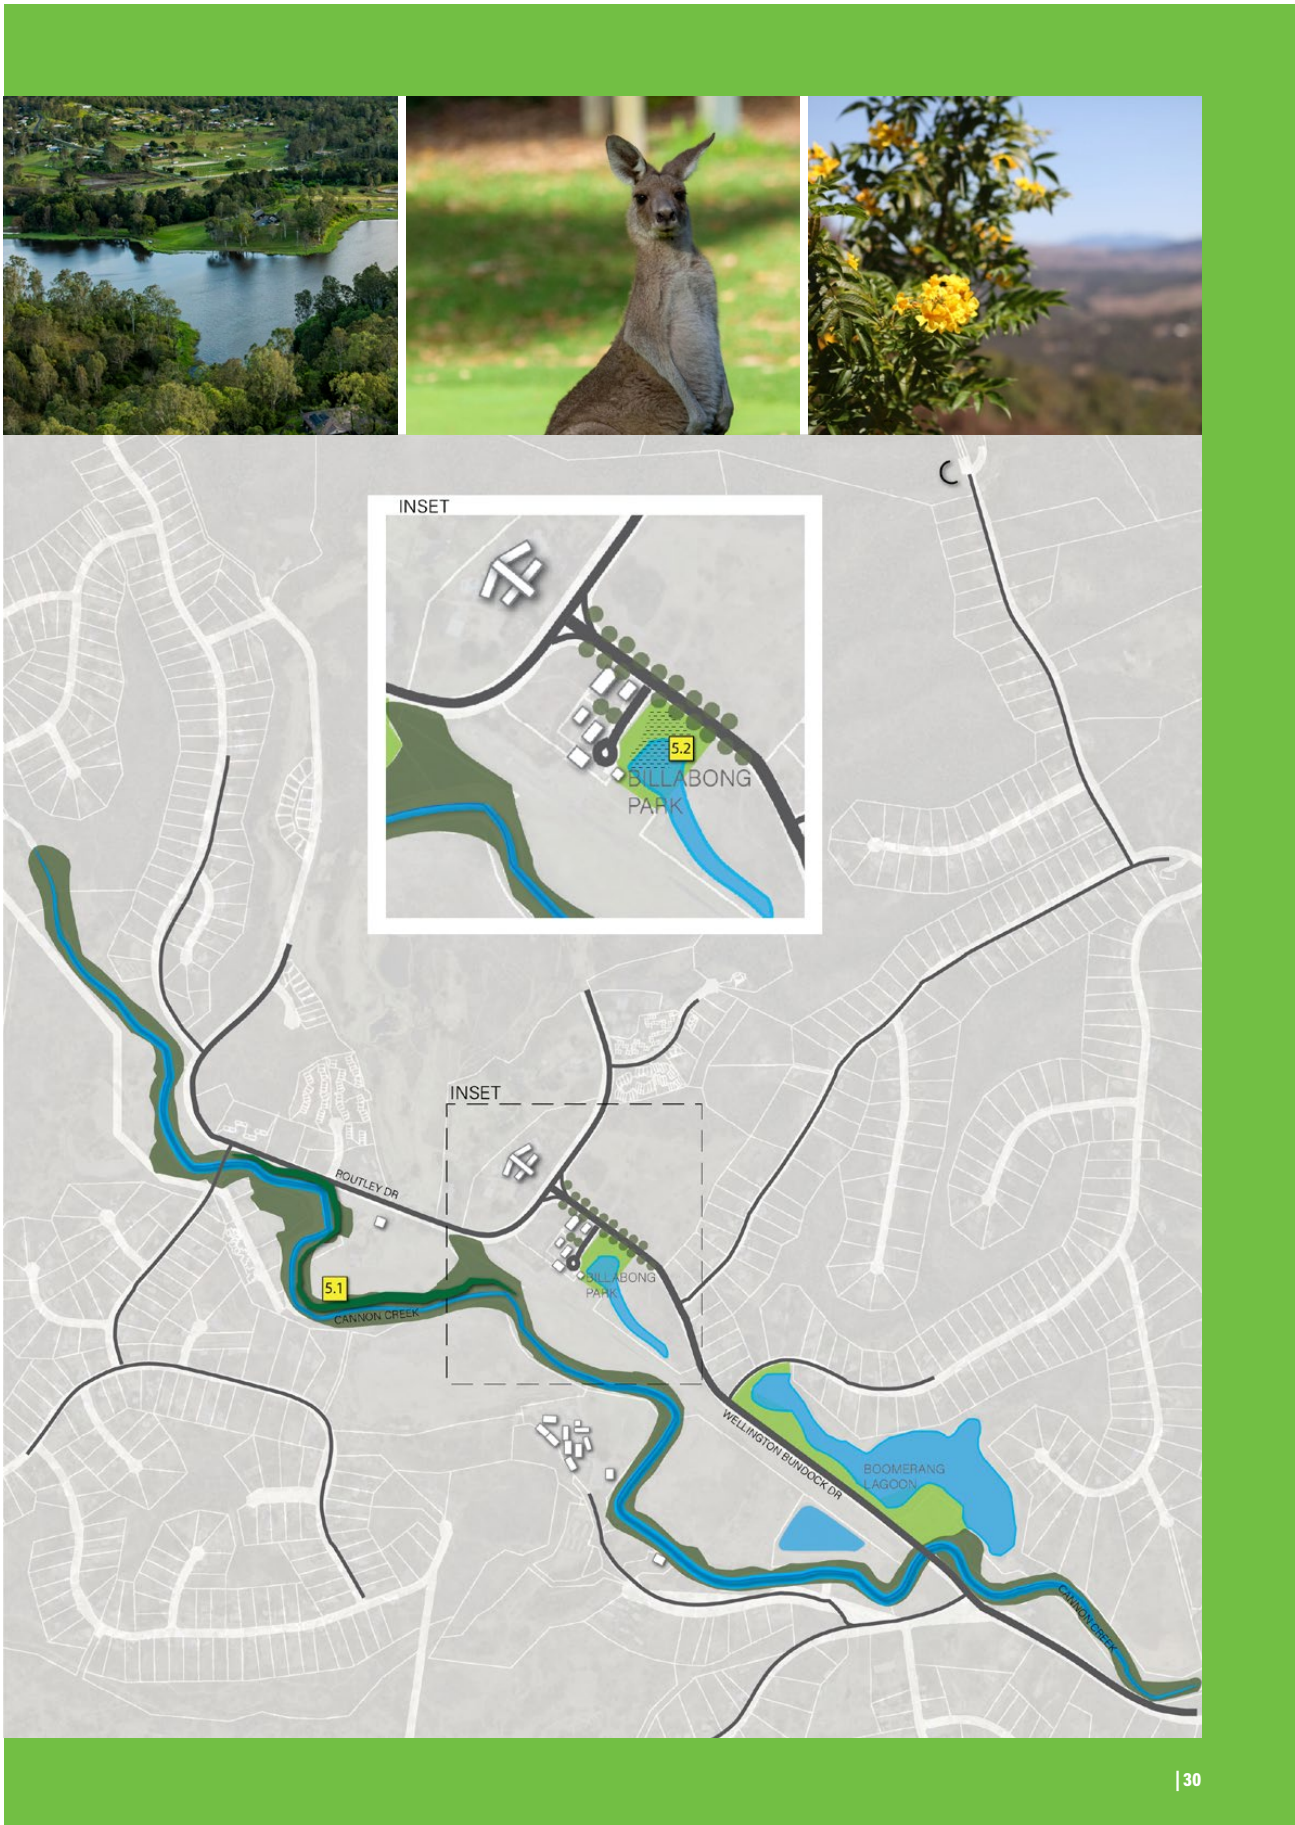 INSET
5.2
BILLABONG
PARK
INSET
ROUTLEY DR
5.1
CANNON CREEK
BILLABONG
PARK
WELLINGTON BUNDOCK DR
BOOMERANG
LAGOON
CANNON CREEK
30